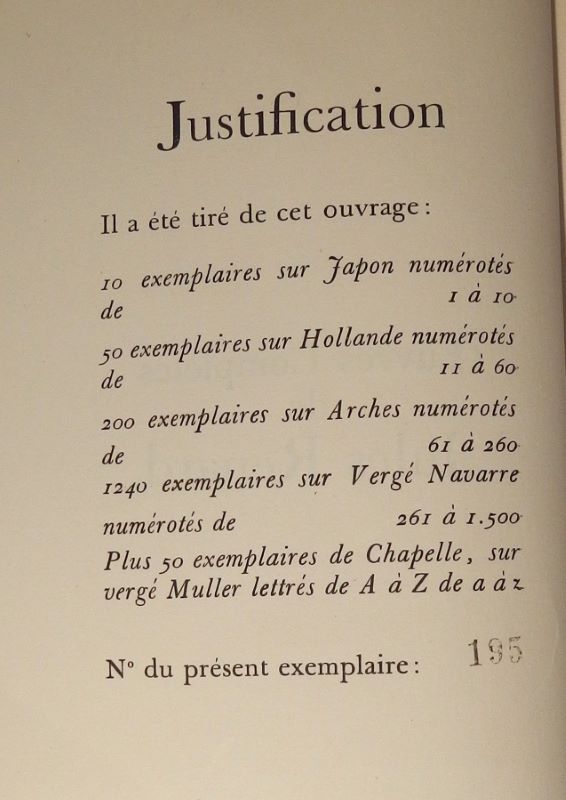 Justification
Il a été tiré de cet ouvrage :
10 exemplaires sur Japon numérotés
de 1 à 10
50 exemplaires sur Hollande numérotés
de 11 à 60
200 exemplaires sur Arches numérotés
de 61 à 260
1240 exemplaires sur Vergé Navarre
numérotés de 261 à 1.500
Plus 50 exemplaires de Chapelle, sur
vergé Muller lettrés de A à Z de a à z
Nº du présent exemplaire : 195